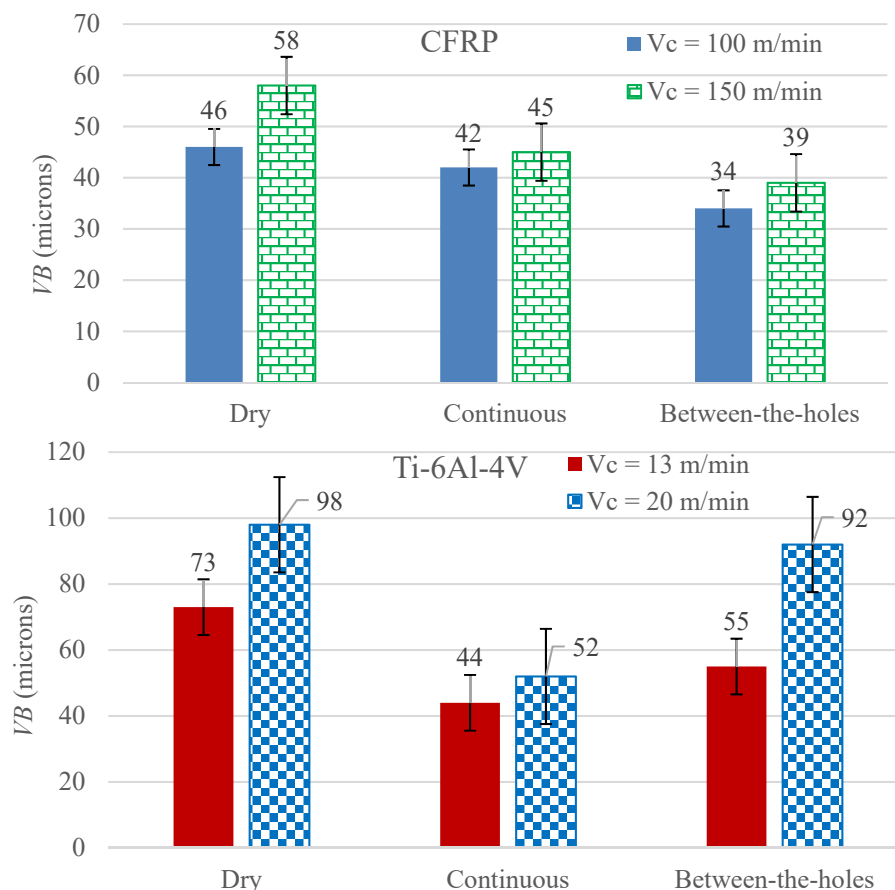 70
60
50
40
30
20
10
0
VB (microns)
CFRP
Vc = 100 m/min
Vc = 150 m/min
46
58
42
45
34
39
Dry
Continuous
Between-the-holes
120
100
80
60
40
20
0
VB (microns)
Ti-6Al-4V
Vc = 13 m/min
Vc = 20 m/min
73
98
44
52
55
92
Dry
Continuous
Between-the-holes